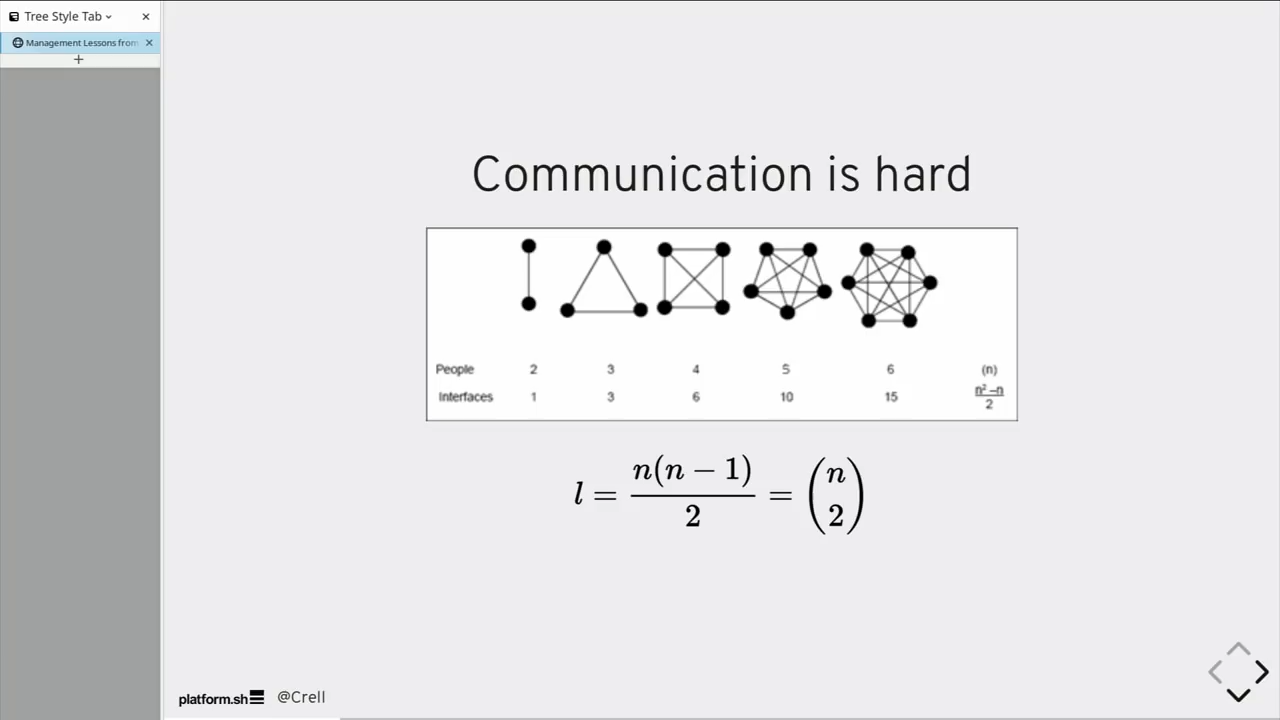 Tree Style Tab
Management Lessons from
Communication is hard
People 2 3 4 5 6 (n)
Interfaces 1 3 6 10 15 n² –n / 2
l = n(n − 1) / 2 = (n 2)
platform.sh @Crell